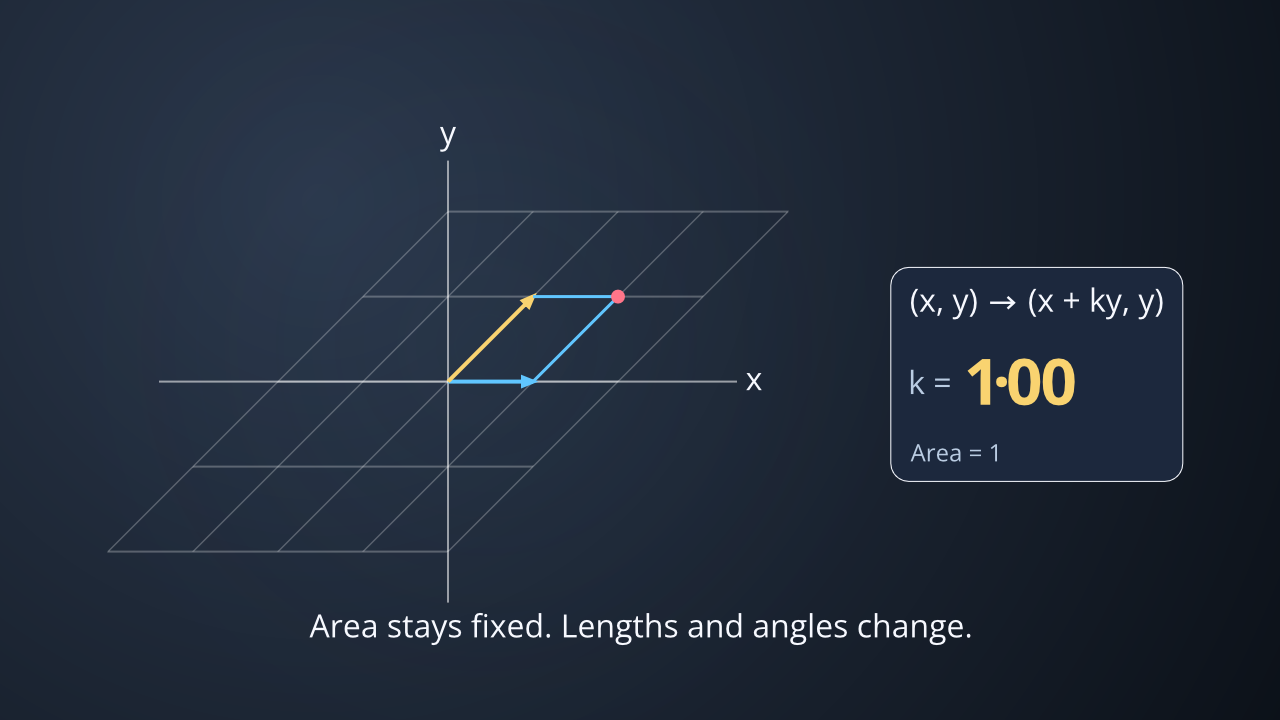 y
x
(x, y) → (x + ky, y)
k = 1·00
Area = 1
Area stays fixed. Lengths and angles change.